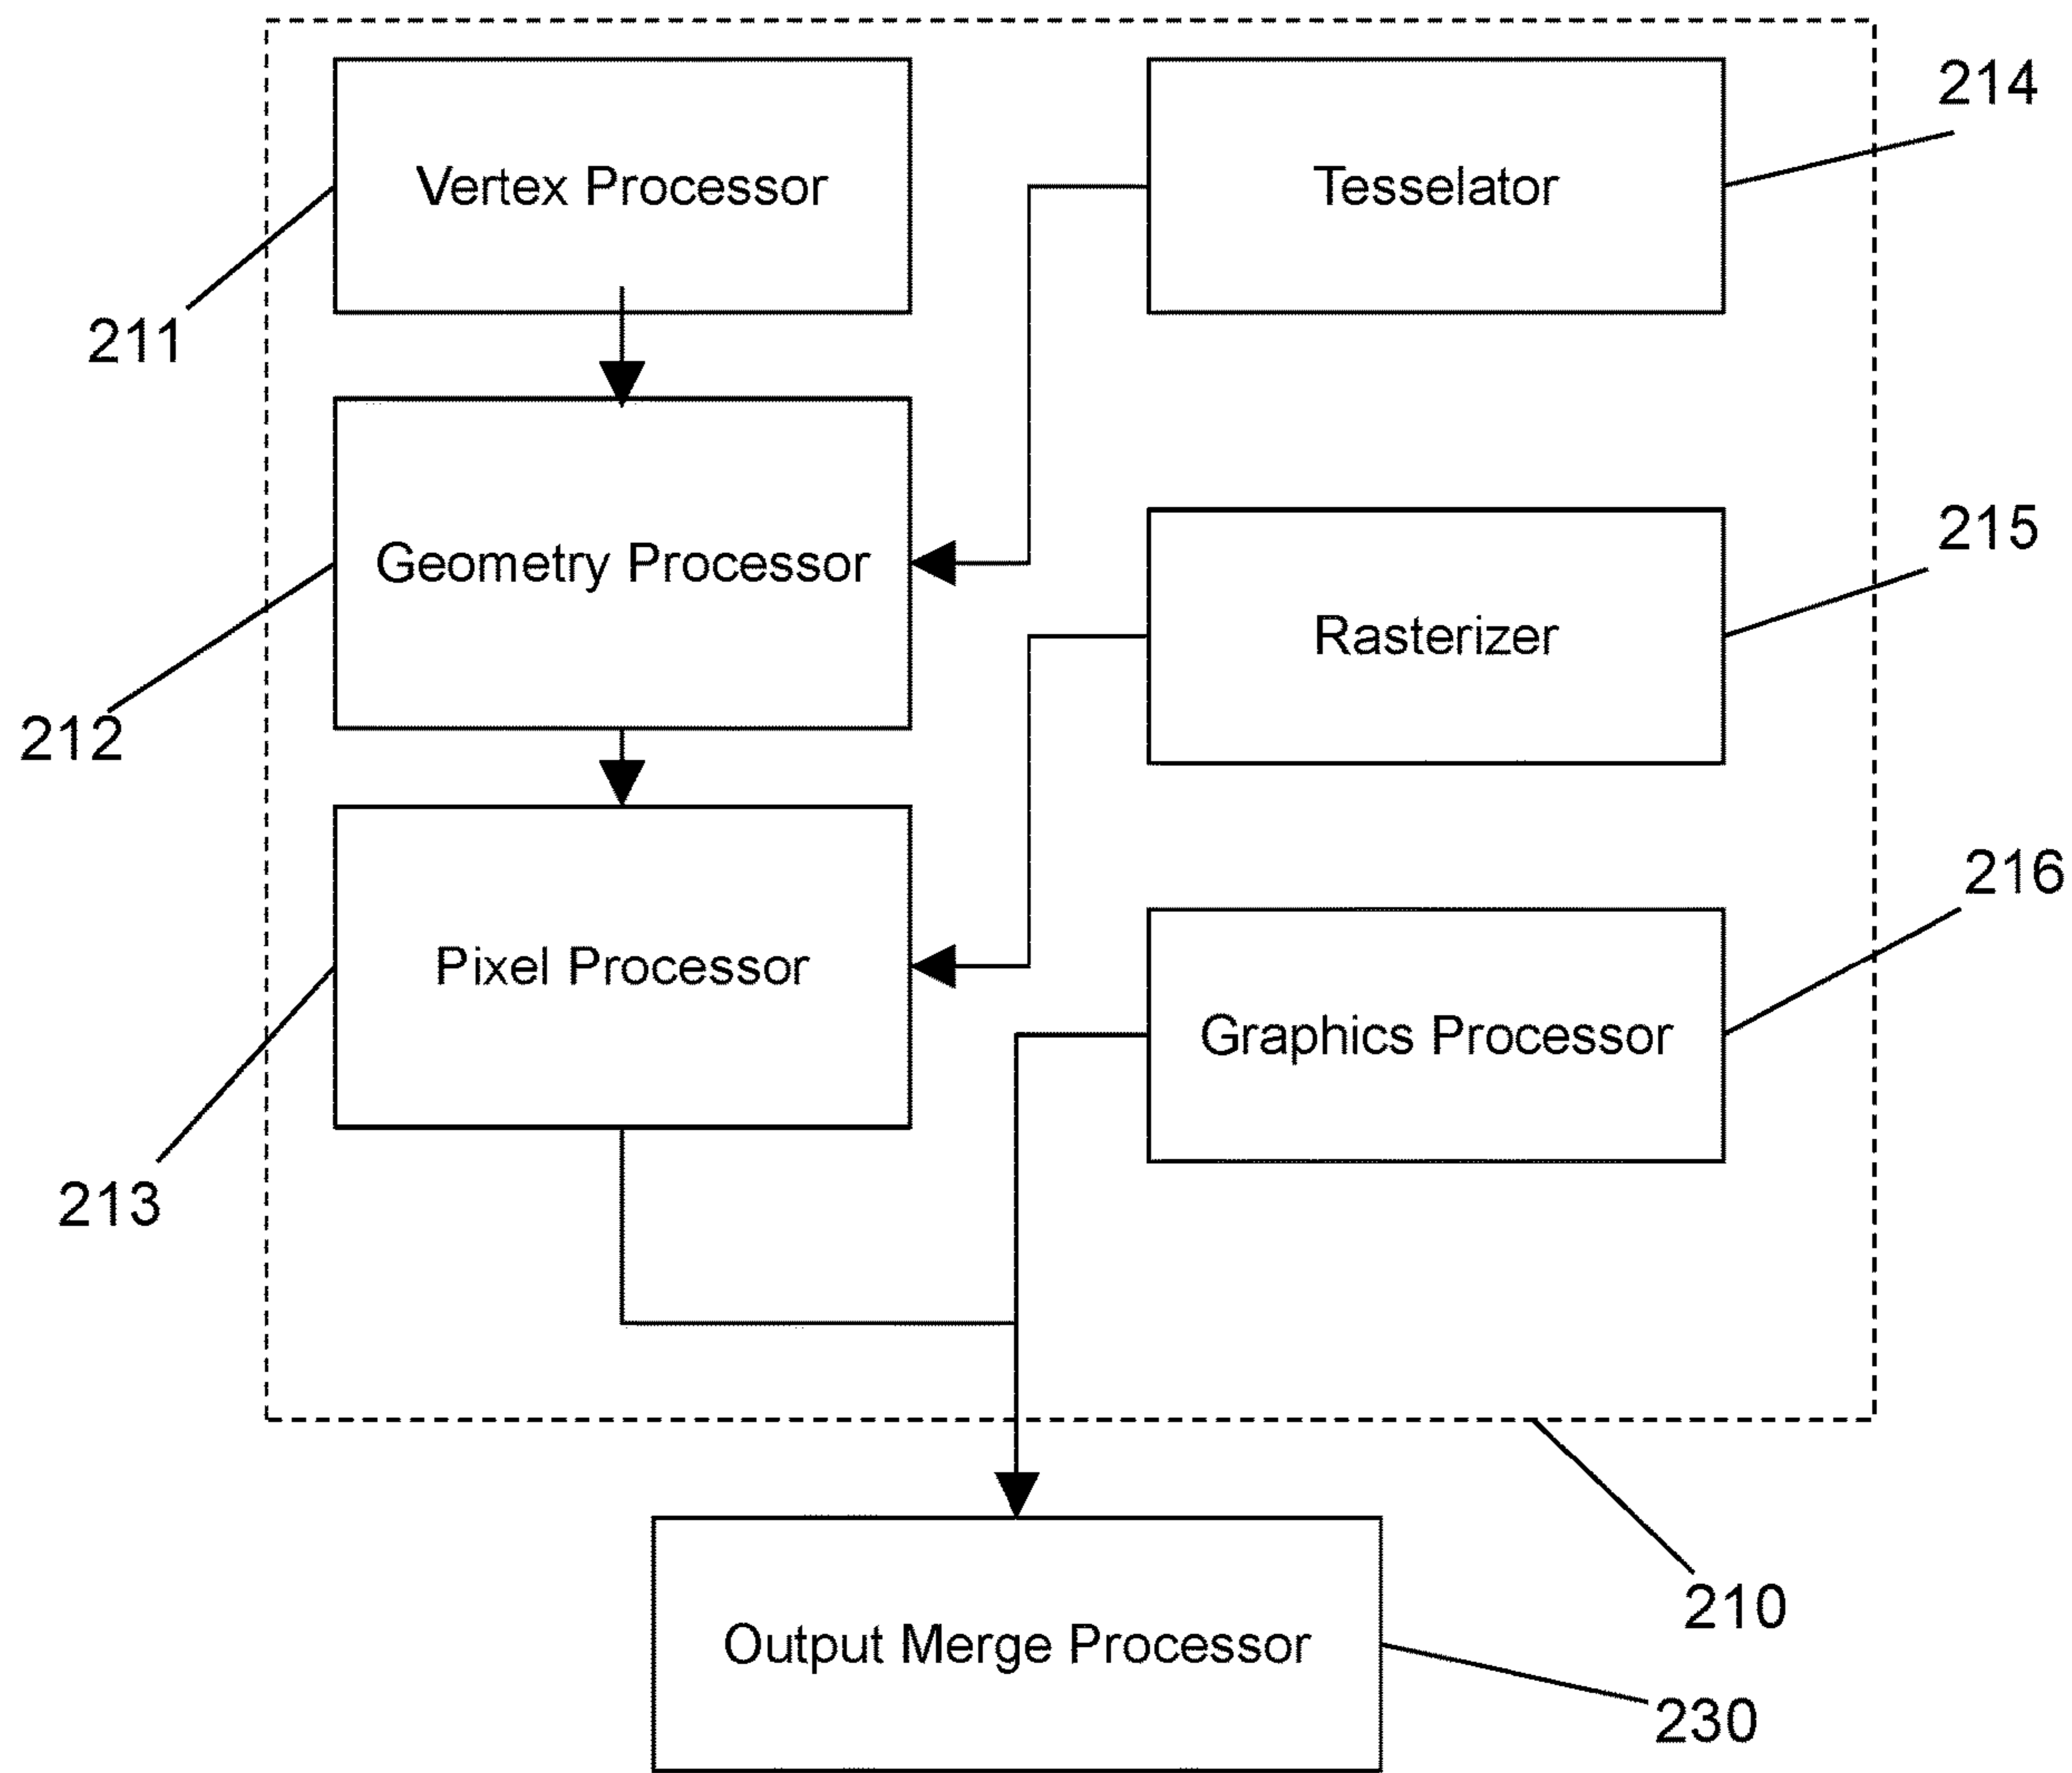 Vertex Processor
Tesselator
214
211
Geometry Processor
215
Rasterizer
212
216
Pixel Processor
Graphics Processor
213
210
Output Merge Processor
230